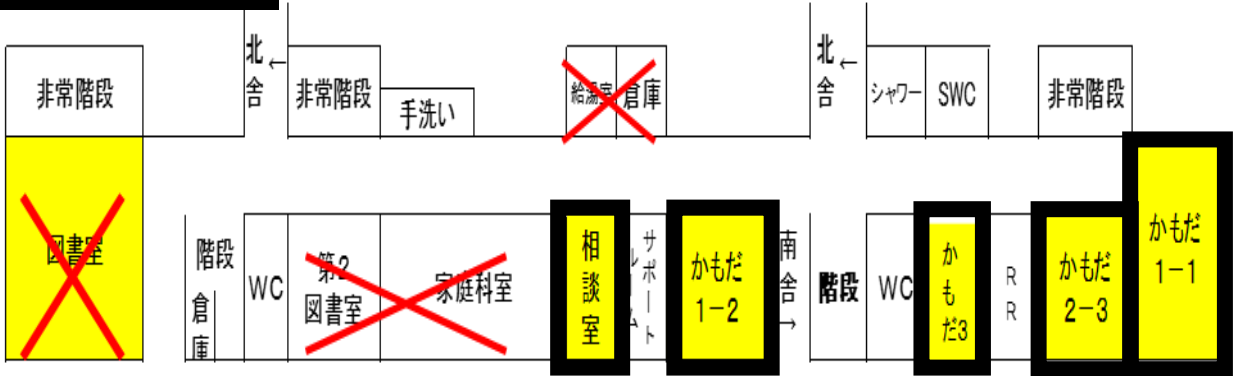 北
舎
←
北
舎
←
非常階段
非常階段
手洗い
給湯室
倉庫
シャワー
SWC
非常階段
図書室
階段
倉
庫
WC
第2
図書室
家庭科室
相
談
室
サポート
ルーム
かもだ
1-2
南
舎
→
階段
WC
か
も
だ3
R
R
かもだ
2-3
かもだ
1-1